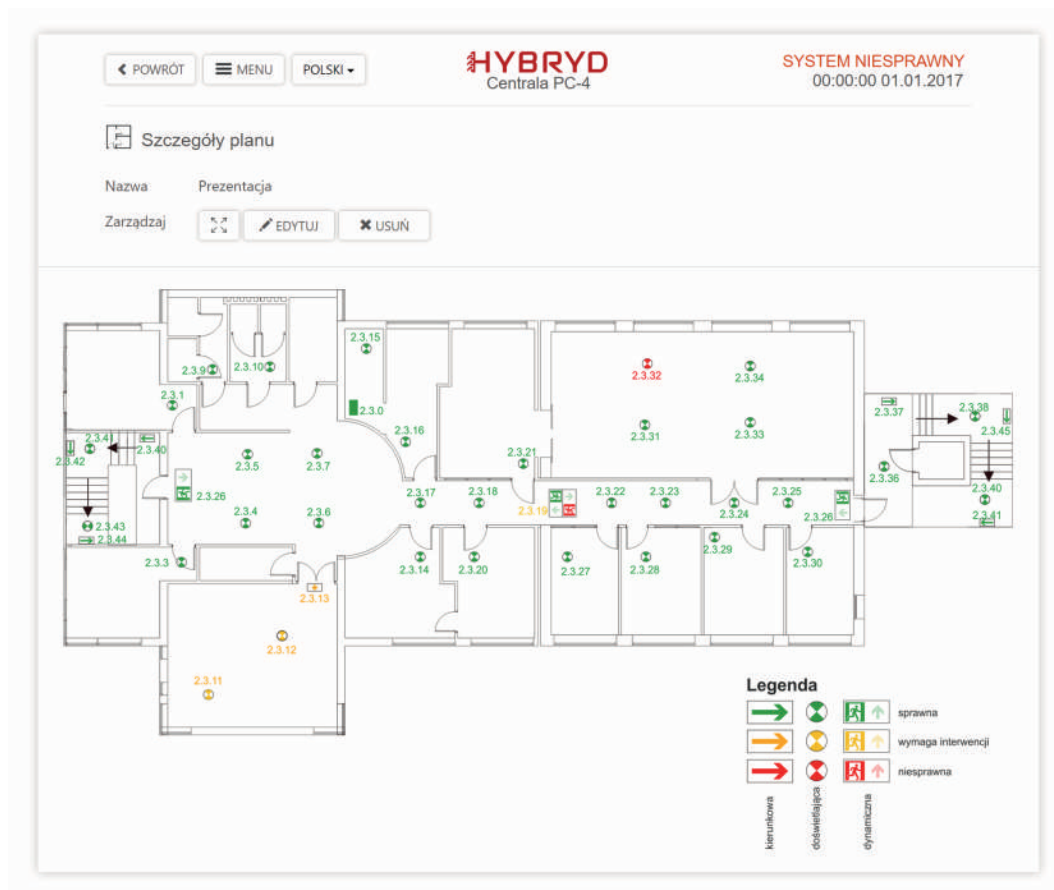 POWRÓT MENU POLSKI
HYBRYD
Centrala PC-4
SYSTEM NIESPRAWNY
00:00:00 01.01.2017
Szczegóły planu
Nazwa Prezentacja
Zarządzaj EDYTUJ USUŃ
2.3.15
2.3.9 2.3.10
2.3.32 2.3.34
2.3.1
2.3.0
2.3.37 2.3.38
2.3.45
2.3.31 2.3.33
2.3.41 2.3.40
2.3.42
2.3.16
2.3.21
2.3.5 2.3.7
2.3.36
2.3.26
2.3.17 2.3.18
2.3.19 2.3.22 2.3.23 2.3.24 2.3.25 2.3.26
2.3.40
2.3.41
2.3.4 2.3.6
2.3.43
2.3.44
2.3.3
2.3.14 2.3.20 2.3.27 2.3.28 2.3.29 2.3.30
2.3.13
2.3.12
2.3.11
Legenda
sprawna
wymaga interwencji
niesprawna
kierunkowa
doświetlająca
dynamiczna